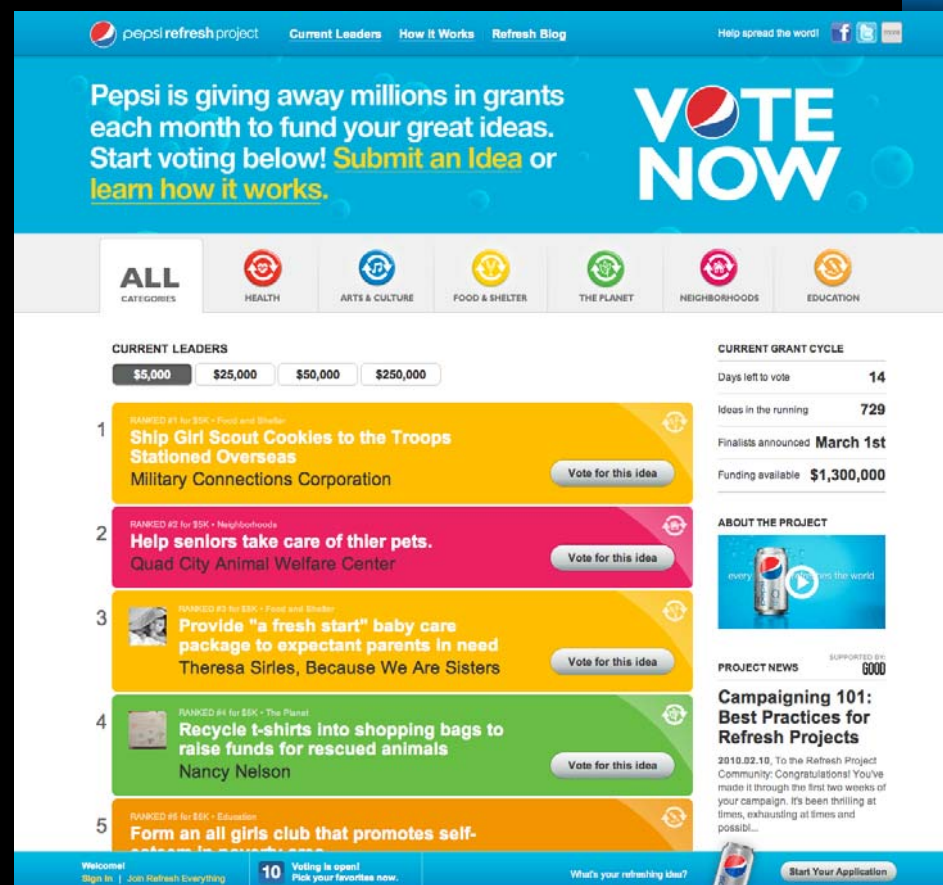 pepsi refresh project Current Leaders How It Works Refresh Blog Help spread the word!
Pepsi is giving away millions in grants
each month to fund your great ideas.
Start voting below! Submit an Idea or
learn how it works.
VOTE
NOW
ALL
CATEGORIES
HEALTH
ARTS & CULTURE
FOOD & SHELTER
THE PLANET
NEIGHBORHOODS
EDUCATION
CURRENT LEADERS
$5,000 $25,000 $50,000 $250,000
1
RANKED #1 for $5K • Food and Shelter
Ship Girl Scout Cookies to the Troops
Stationed Overseas
Military Connections Corporation
Vote for this idea
2
RANKED #2 for $5K • Neighborhoods
Help seniors take care of thier pets.
Quad City Animal Welfare Center
Vote for this idea
3
RANKED #3 for $5K • Food and Shelter
Provide "a fresh start" baby care
package to expectant parents in need
Theresa Sirles, Because We Are Sisters
Vote for this idea
4
RANKED #4 for $5K • The Planet
Recycle t-shirts into shopping bags to
raise funds for rescued animals
Nancy Nelson
Vote for this idea
5
RANKED #5 for $5K • Education
Form an all girls club that promotes self-
CURRENT GRANT CYCLE
Days left to vote 14
Ideas in the running 729
Finalists announced March 1st
Funding available $1,300,000
ABOUT THE PROJECT
every pepsi refreshes the world
PROJECT NEWS
SUPPORTED BY:
GOOD
Campaigning 101:
Best Practices for
Refresh Projects
2010.02.10, To the Refresh Project
Community: Congratulations! You've
made it through the first two weeks of
your campaign. It's been thrilling at
times, exhausting at times and
possibl...
Welcome!
Sign In | Join Refresh Everything
10
Voting is open!
Pick your favorites now.
What's your refreshing idea?
Start Your Application